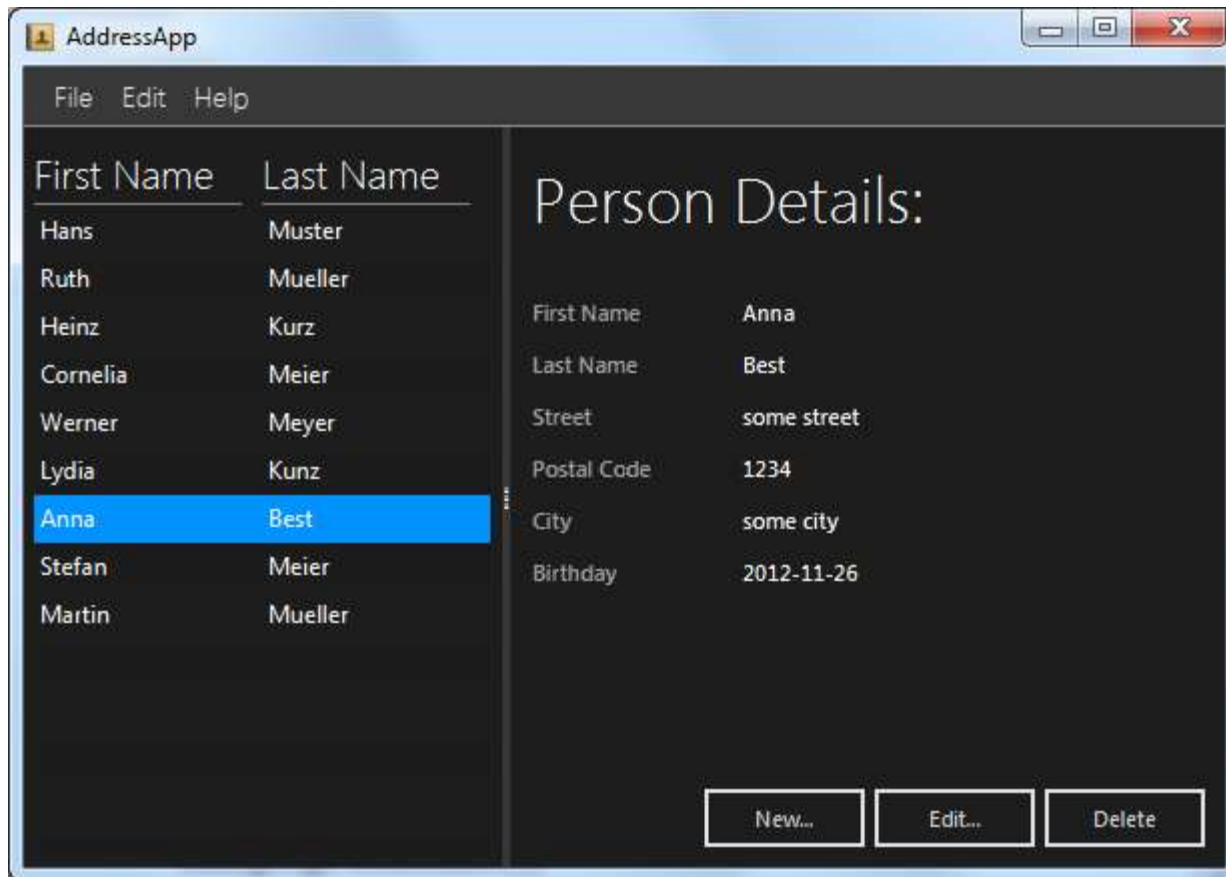 AddressApp
File Edit Help
First Name Last Name
Hans Muster
Ruth Mueller
Heinz Kurz
Cornelia Meier
Werner Meyer
Lydia Kunz
Anna Best
Stefan Meier
Martin Mueller
Person Details:
First Name Anna
Last Name Best
Street some street
Postal Code 1234
City some city
Birthday 2012-11-26
New... Edit... Delete